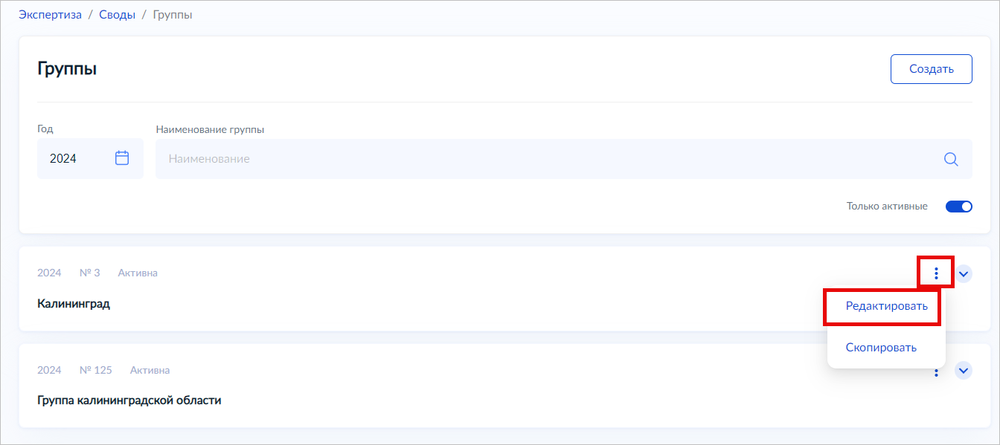 Экспертиза / Своды / Группы
Группы
Создать
Год
Наименование группы
2024
Наименование
Только активные
2024 № 3 Активна
Калининград
Редактировать
Скопировать
2024 № 125 Активна
Группа калининградской области